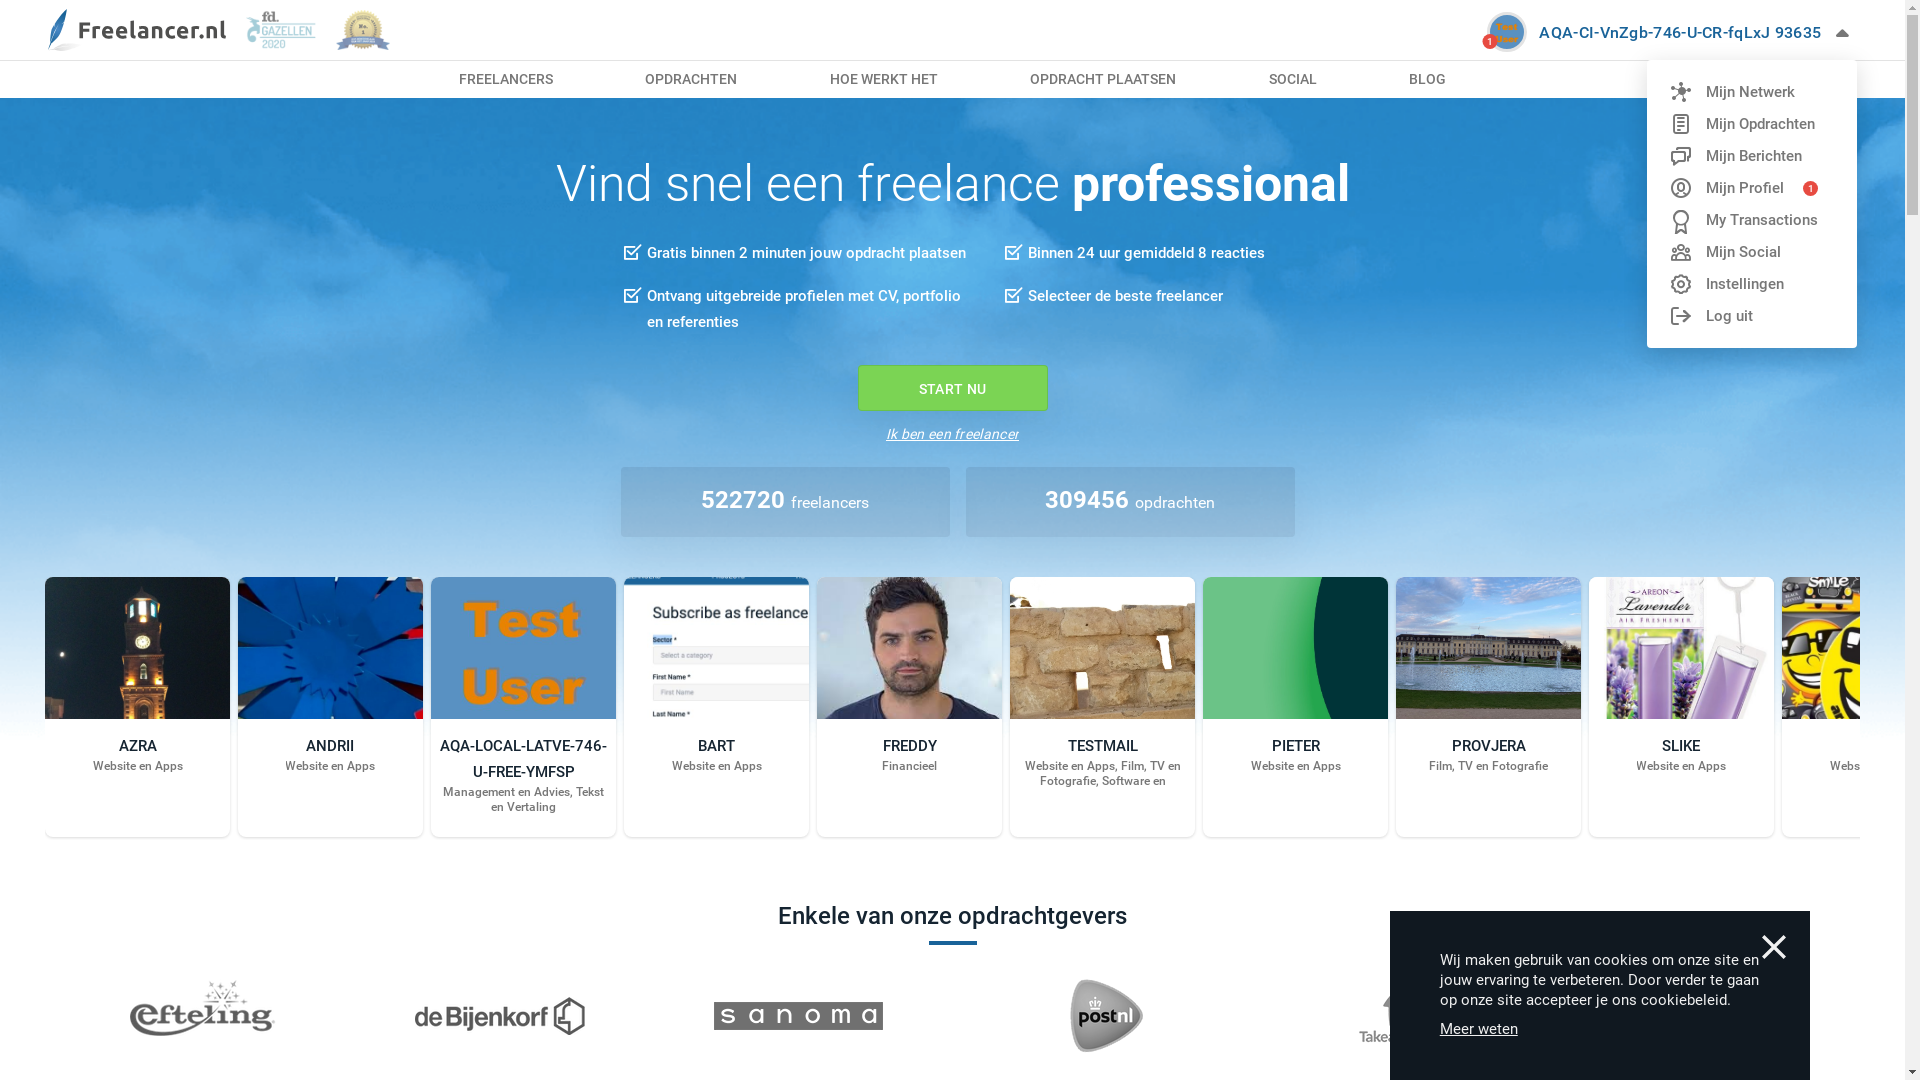 Freelancer.nl
fd.
GAZELLEN
2020
No.
1
Test
User
1
AQA-CI-VnZgb-746-U-CR-fqLxJ 93635
FREELANCERS
OPDRACHTEN
HOE WERKT HET
OPDRACHT PLAATSEN
SOCIAL
BLOG
Mijn Netwerk
Mijn Opdrachten
Mijn Berichten
Mijn Profiel 1
My Transactions
Mijn Social
Instellingen
Log uit
Vind snel een freelance professional
Gratis binnen 2 minuten jouw opdracht plaatsen
Binnen 24 uur gemiddeld 8 reacties
Ontvang uitgebreide profielen met CV, portfolio
en referenties
Selecteer de beste freelancer
START NU
Ik ben een freelancer
522720 freelancers
309456 opdrachten
Test
User
Subscribe as freelance
Sector *
Select a category
First Name *
First Name
Last Name *
AREON
Lavender
AIR FRESHENER
SMILE
AZRA
Website en Apps
ANDRII
Website en Apps
AQA-LOCAL-LATVE-746-
U-FREE-YMFSP
Management en Advies, Tekst
en Vertaling
BART
Website en Apps
FREDDY
Financieel
TESTMAIL
Website en Apps, Film, TV en
Fotografie, Software en
PIETER
Website en Apps
PROVJERA
Film, TV en Fotografie
SLIKE
Website en Apps
Webs
Enkele van onze opdrachtgevers
efteling
de Bijenkorf
sanoma
postnl
Takea
Wij maken gebruik van cookies om onze site en
jouw ervaring te verbeteren. Door verder te gaan
op onze site accepteer je ons cookiebeleid.
Meer weten